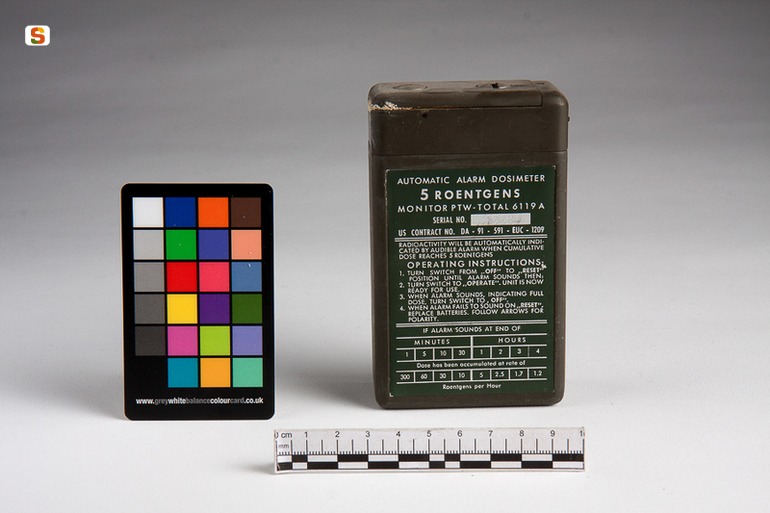 S
AUTOMATIC ALARM DOSIMETER
5 ROENTGENS
MONITOR PTW-TOTAL 6119 A
SERIAL NO.
US CONTRACT NO. DA - 91 - 591 - EUC - 1209
RADIOACTIVITY WILL BE AUTOMATICALLY INDI-
CATED BY AUDIBLE ALARM WHEN CUMULATIVE
DOSE REACHES 5 ROENTGENS
OPERATING INSTRUCTIONS:
1. TURN SWITCH FROM „OFF" TO „RESET"
POSITION UNTIL ALARM SOUNDS THEN,
2. TURN SWITCH TO „OPERATE". UNIT IS NOW
READY FOR USE.
3. WHEN ALARM SOUNDS, INDICATING FULL
DOSE, TURN SWITCH TO „OFF".
4. WHEN ALARM FAILS TO SOUND ON „RESET",
REPLACE BATTERIES. FOLLOW ARROWS FOR
POLARITY.
IF ALARM SOUNDS AT END OF
MINUTES HOURS
1 5 10 30 1 2 3 4
Dose has been accumulated at rate of
300 60 30 10 5 2.5 1.7 1.2
Roentgens per Hour
www.greywhitebalancecolourcard.co.uk
0 cm 1 2 3 4 5 6 7 8 9 1
mm